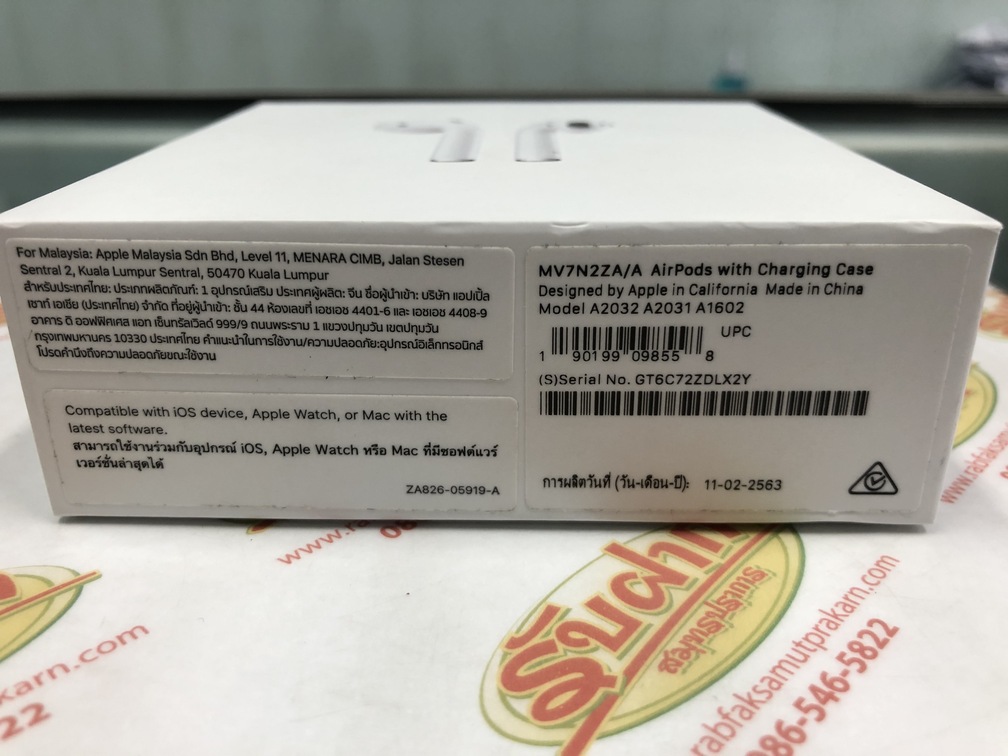 For Malaysia: Apple Malaysia Sdn Bhd, Level 11, MENARA CIMB, Jalan Stesen
Sentral 2, Kuala Lumpur Sentral, 50470 Kuala Lumpur
สำหรับประเทศไทย: ประเภทผลิตภัณฑ์: 1 อุปกรณ์เสริม ประเทศผู้ผลิต: จีน ชื่อผู้นำเข้า: บริษัท แอปเปิ้ล
เซาท์ เอเชีย (ประเทศไทย) จำกัด ที่อยู่ผู้นำเข้า: ชั้น 44 ห้องเลขที่ เอชเอช 4401-6 และ เอชเอช 4408-9
อาคาร ดิ ออฟฟิศเศส แอท เซ็นทรัลเวิลด์ 999/9 ถนนพระราม 1 แขวงปทุมวัน เขตปทุมวัน
กรุงเทพมหานคร 10330 ประเทศไทย คำแนะนำในการใช้งาน/ความปลอดภัย:อุปกรณ์อิเล็กทรอนิกส์
โปรดคำนึงถึงความปลอดภัยขณะใช้งาน
Compatible with iOS device, Apple Watch, or Mac with the
latest software.
สามารถใช้งานร่วมกับอุปกรณ์ iOS, Apple Watch หรือ Mac ที่มีซอฟต์แวร์
เวอร์ชั่นล่าสุดได้
ZA826-05919-A
MV7N2ZA/A AirPods with Charging Case
Designed by Apple in California Made in China
Model A2032 A2031 A1602
UPC
1 90199 09855 8
(S)Serial No. GT6C72ZDLX2Y
การผลิตวันที่ (วัน-เดือน-ปี): 11-02-2563
รับฝาก
สมุทรปราการ
rabfaksamutprakarn.com
086-546-5822
karn.com
22